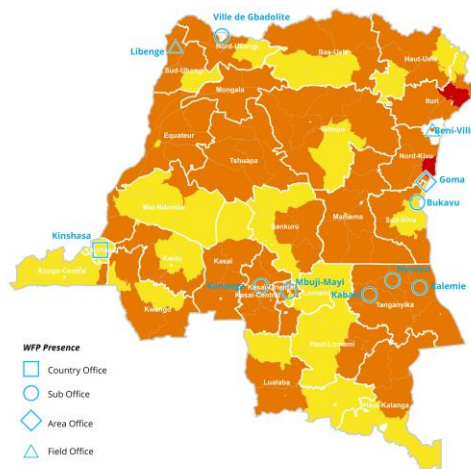 Ville de Gbadolite
Libenge
Nord-Ubangi
Bas-Uele
Haut-Uele
Sud-Ubangi
Mongala
Ituri
Beni-Ville
Equateur
Tshopo
Nord-Kivu
Tshuapa
Goma
Bukavu
Mai-Ndombe
Maniema
Sud-Kivu
Sankuru
Kinshasa
Kwilu
Kasai
Kongo-Central
Kananga
Kasai-Oriental
Mbuji-Mayi
Kasai-Central
Lomami
Kabalo
Kalemie
Tanganyika
Kwango
Haut-Lomami
WFP Presence
Country Office
Sub Office
Lualaba
Haut-Katanga
Area Office
Field Office